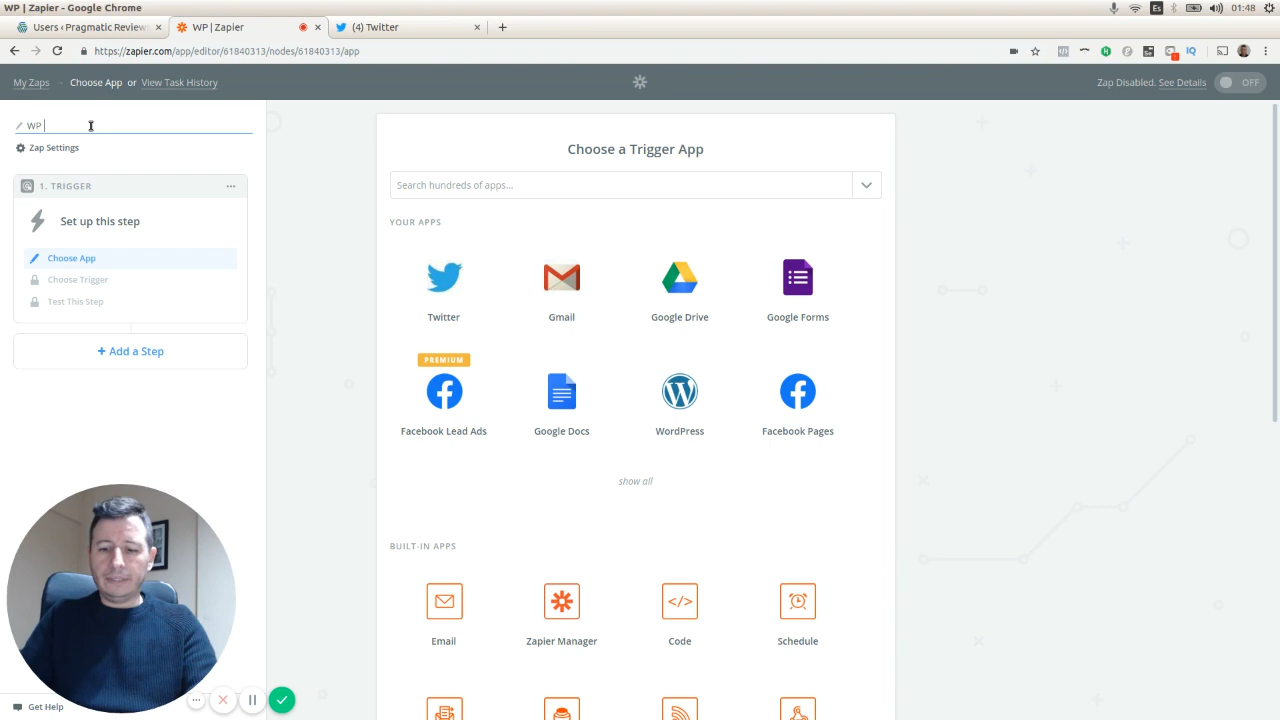 WP | Zapier - Google Chrome
Es
01:48
Users ‹ Pragmatic Reviews
WP | Zapier
(4) Twitter
https://zapier.com/app/editor/61840313/nodes/61840313/app
IQ
My Zaps
Choose App or View Task History
Zap Disabled. See Details
OFF
WP
Zap Settings
1. TRIGGER
Set up this step
Choose App
Choose Trigger
Test This Step
+ Add a Step
Get Help
Choose a Trigger App
Search hundreds of apps...
YOUR APPS
Twitter
Gmail
Google Drive
Google Forms
PREMIUM
Facebook Lead Ads
Google Docs
WordPress
Facebook Pages
show all
BUILT-IN APPS
Email
Zapier Manager
Code
Schedule